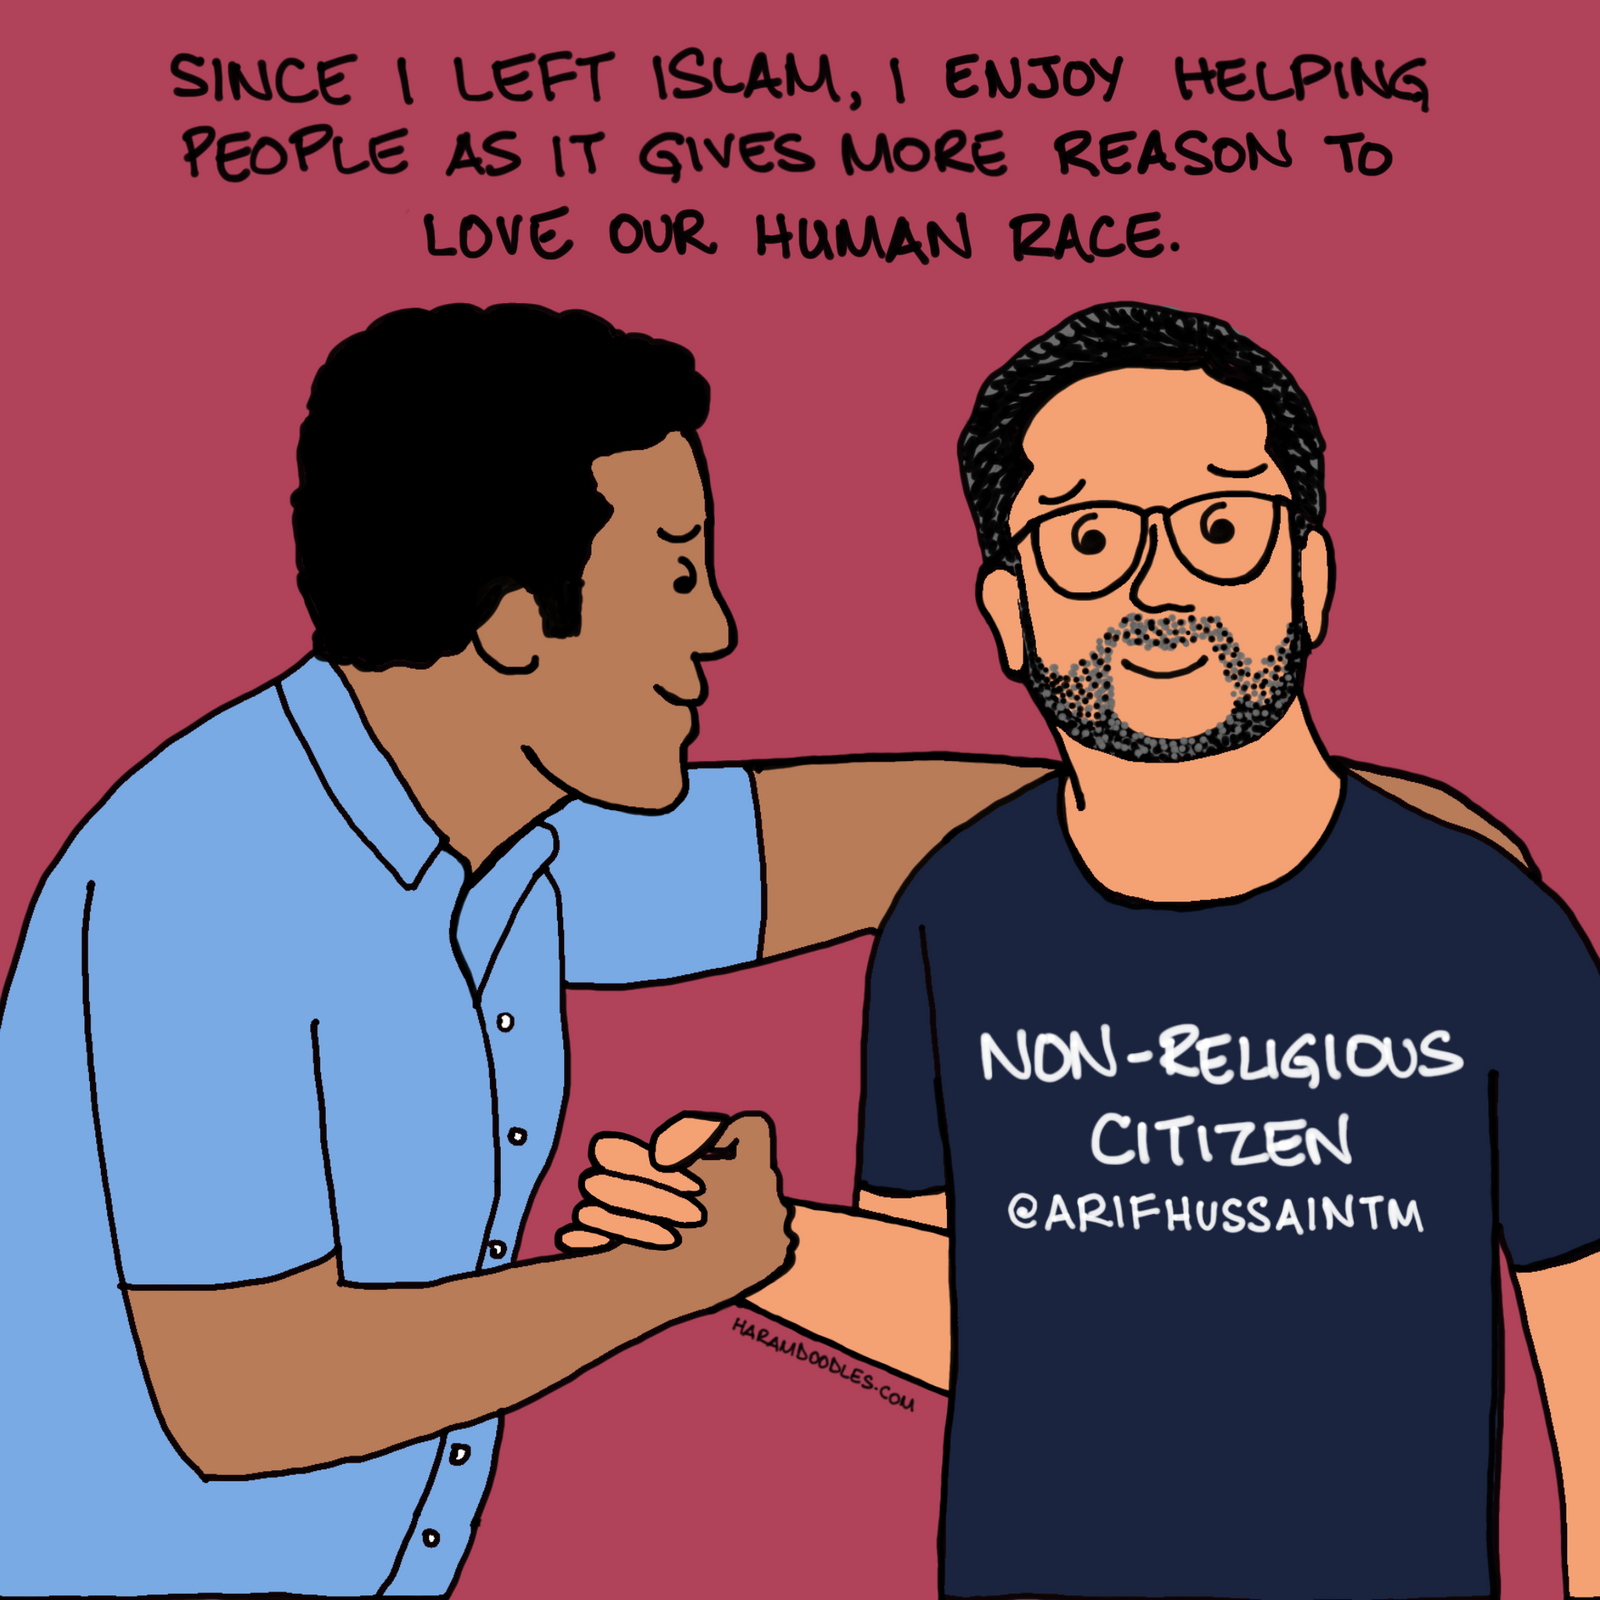 SINCE I LEFT ISLAM, I ENJOY HELPING
PEOPLE AS IT GIVES MORE REASON TO
LOVE OUR HUMAN RACE.
NON-RELIGIOUS
CITIZEN
@ARIFHUSSAINTM
HARAMDOODLES.COM